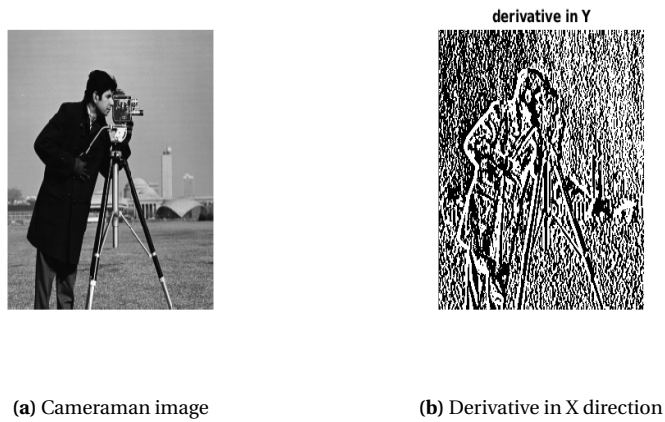 derivative in Y
(a) Cameraman image
(b) Derivative in X direction